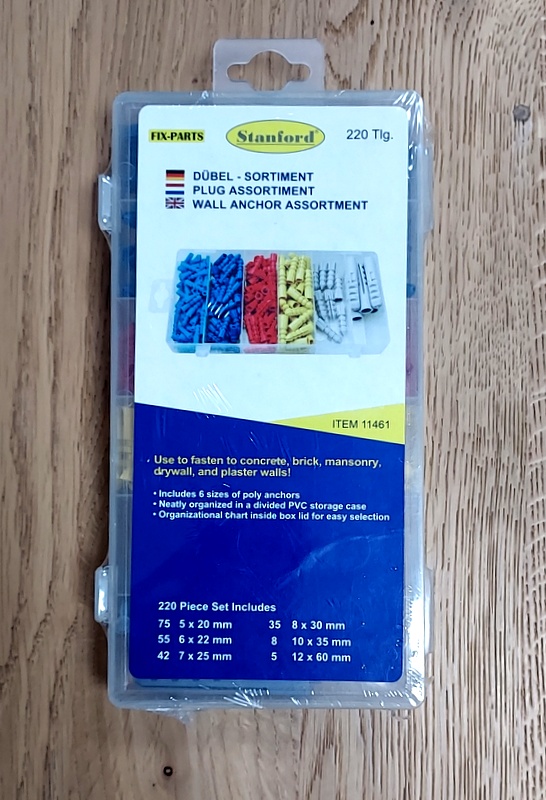 FIX-PARTS
Stanford®
220 Tlg.
DÜBEL - SORTIMENT
PLUG ASSORTIMENT
WALL ANCHOR ASSORTMENT
ITEM 11461
Use to fasten to concrete, brick, mansonry,
drywall, and plaster walls!
• Includes 6 sizes of poly anchors
• Neatly organized in a divided PVC storage case
• Organizational chart inside box lid for easy selection
220 Piece Set Includes
75 5 x 20 mm 35 8 x 30 mm
55 6 x 22 mm 8 10 x 35 mm
42 7 x 25 mm 5 12 x 60 mm